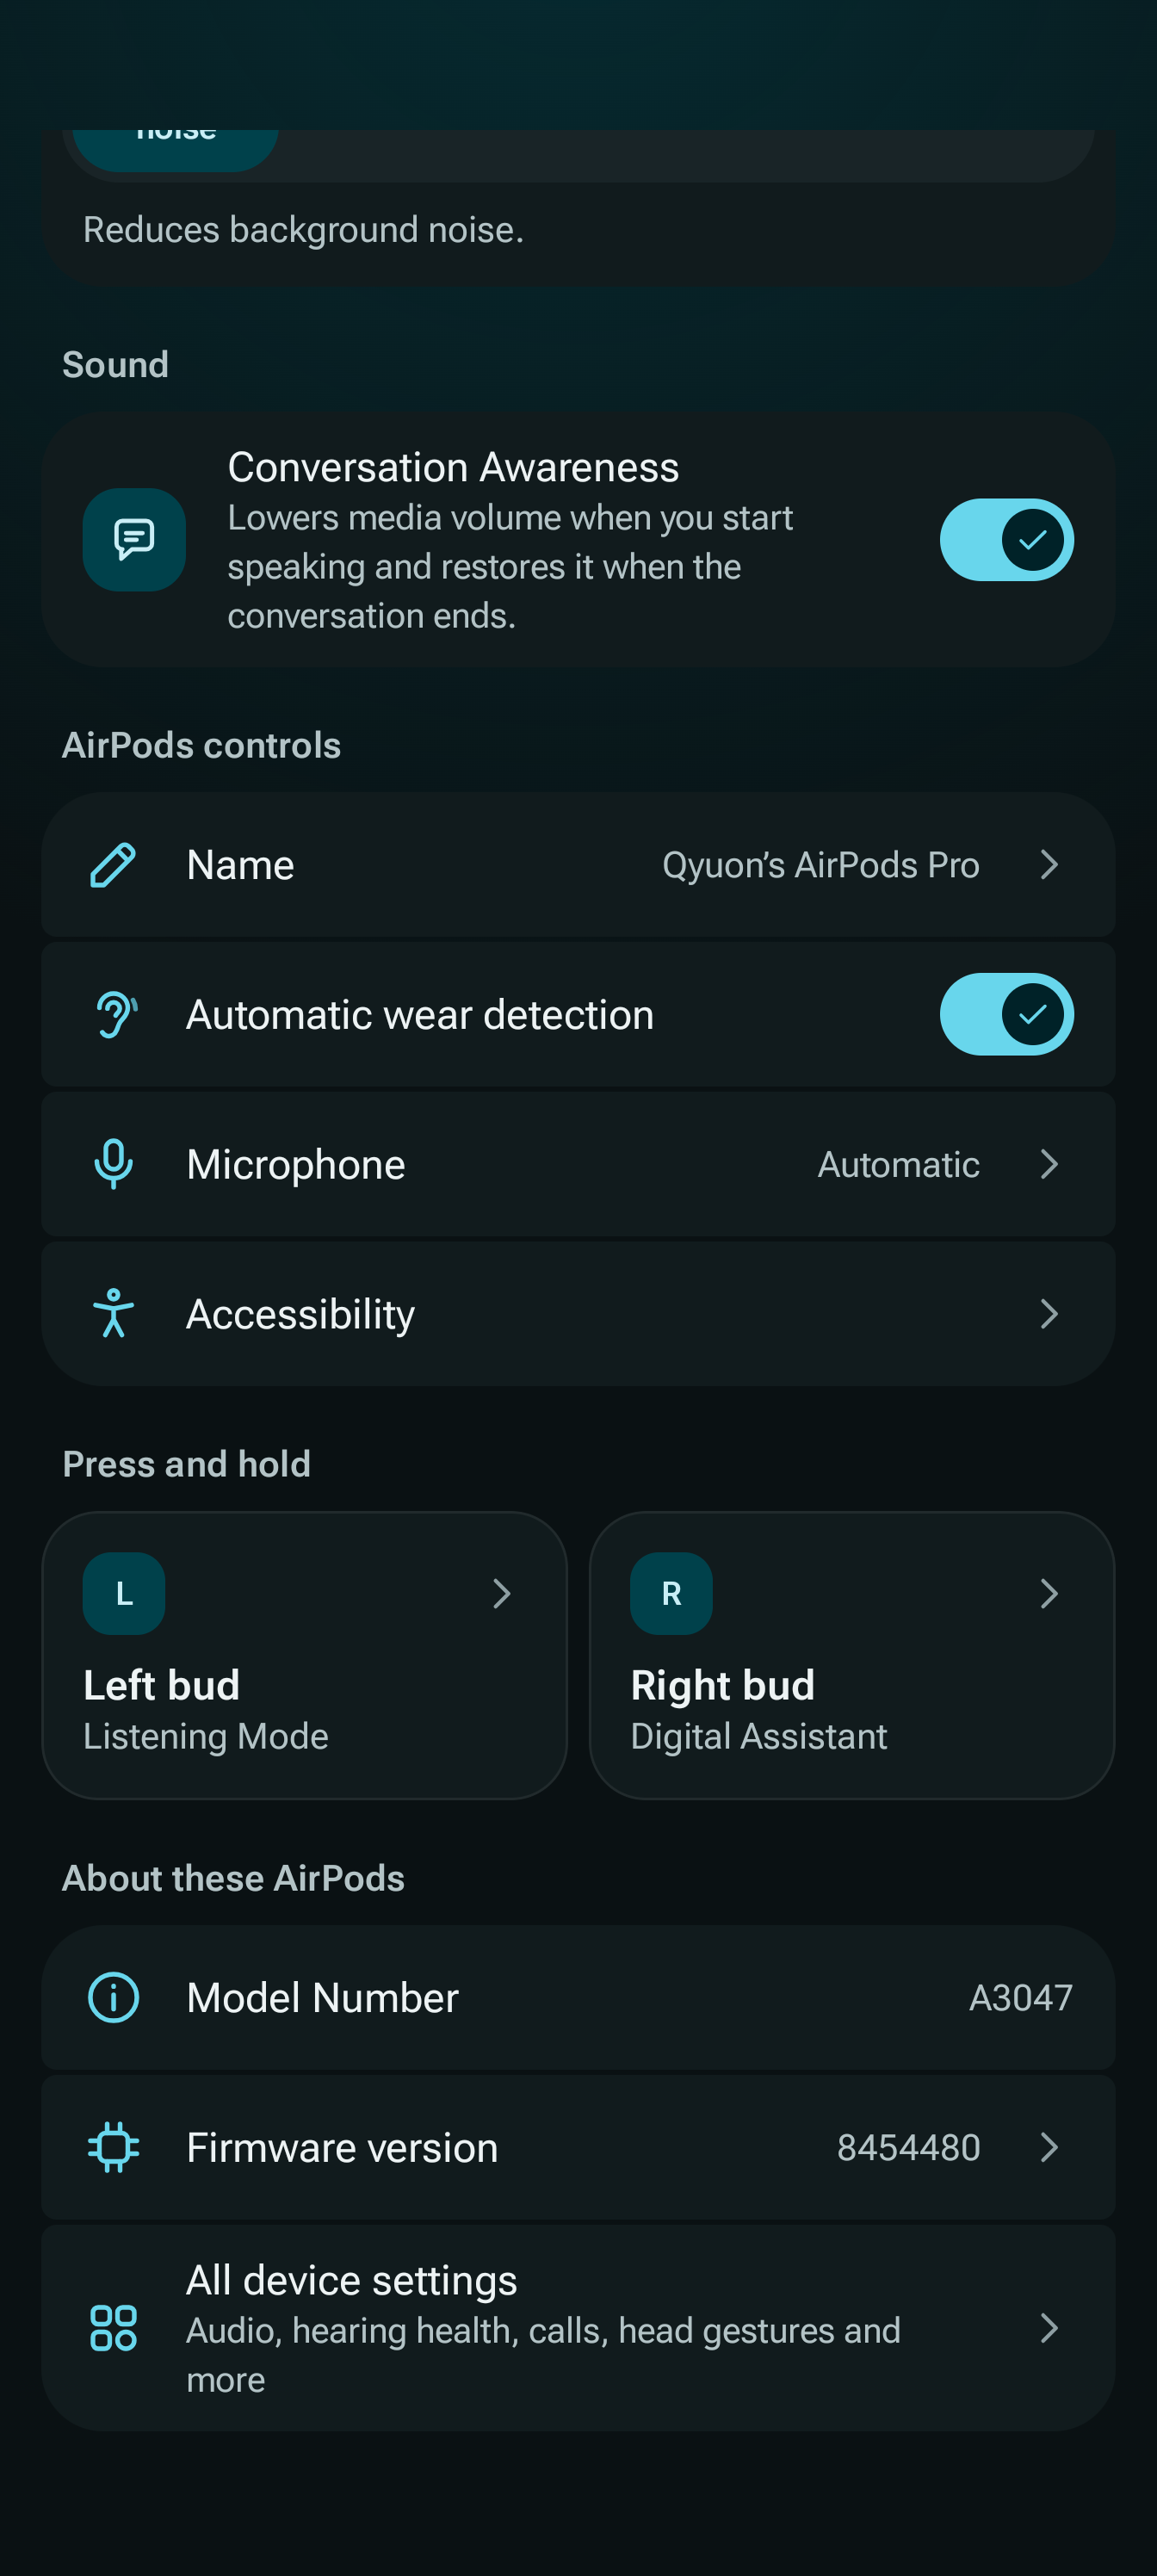 noise
Reduces background noise.
Sound
Conversation Awareness
Lowers media volume when you start
speaking and restores it when the
conversation ends.
AirPods controls
Name
Qyuon’s AirPods Pro
Automatic wear detection
Microphone
Automatic
Accessibility
Press and hold
L
Left bud
Listening Mode
R
Right bud
Digital Assistant
About these AirPods
Model Number
A3047
Firmware version
8454480
All device settings
Audio, hearing health, calls, head gestures and
more